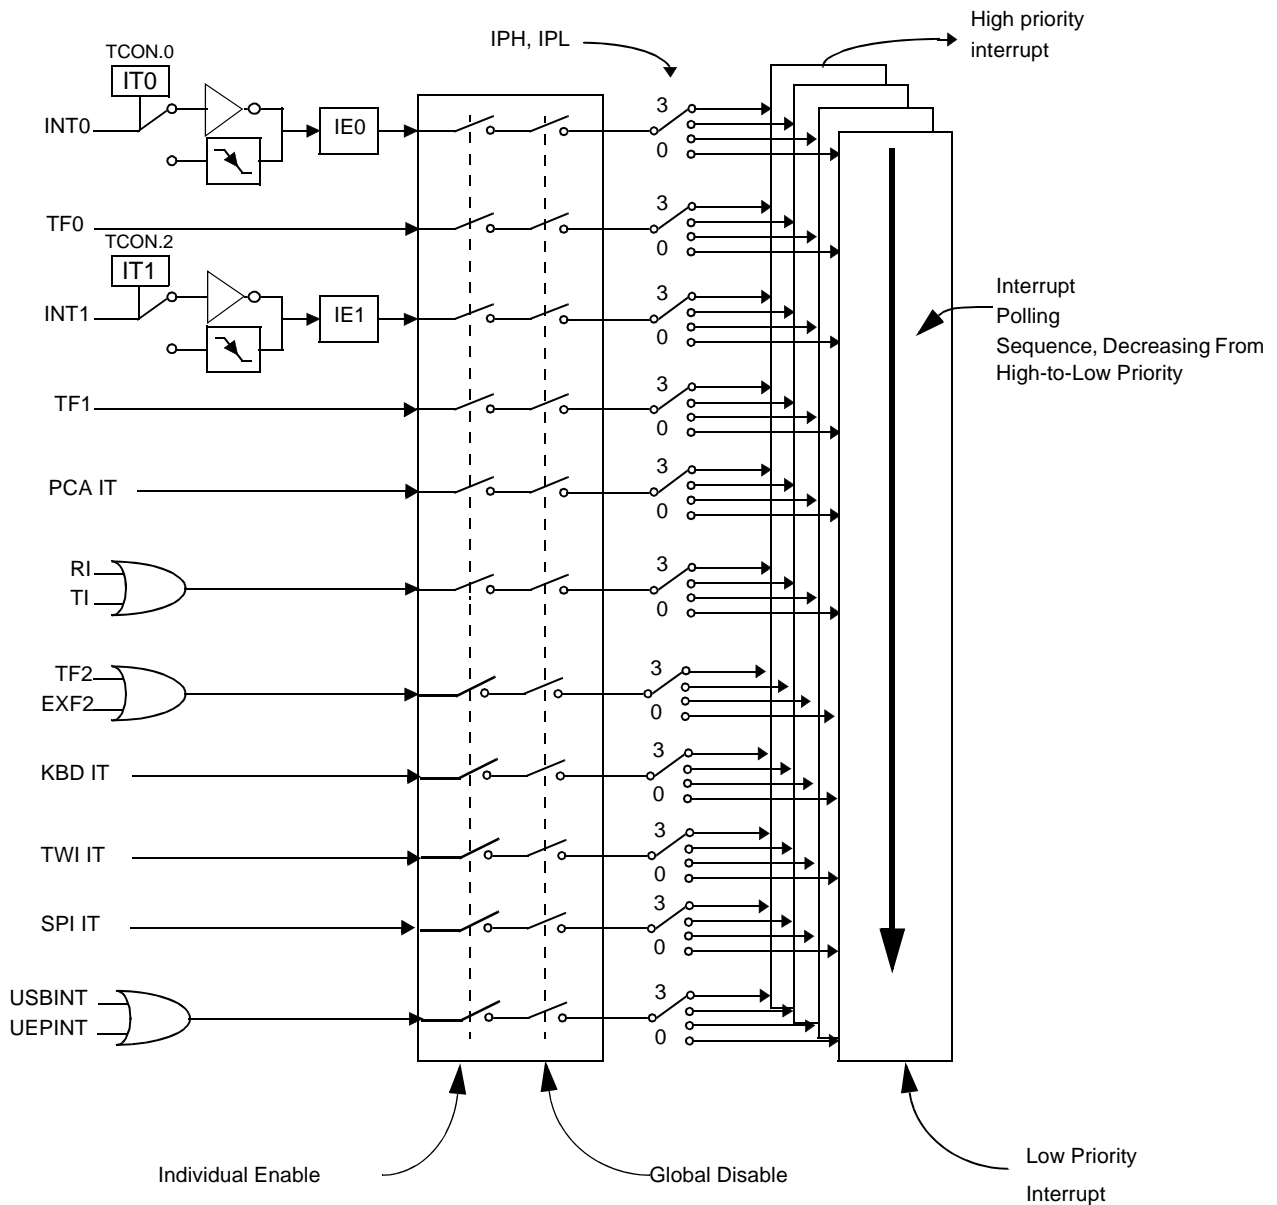 High priority
interrupt
IPH, IPL
TCON.0
IT0
INT0
IE0
3
0
TF0
3
0
TCON.2
IT1
INT1
IE1
3
0
Interrupt
Polling
Sequence, Decreasing From
High-to-Low Priority
TF1
3
0
PCA IT
3
0
RI
TI
3
0
TF2
EXF2
3
0
KBD IT
3
0
TWI IT
3
0
SPI IT
3
0
USBINT
UEPINT
3
0
Individual Enable
Global Disable
Low Priority
Interrupt